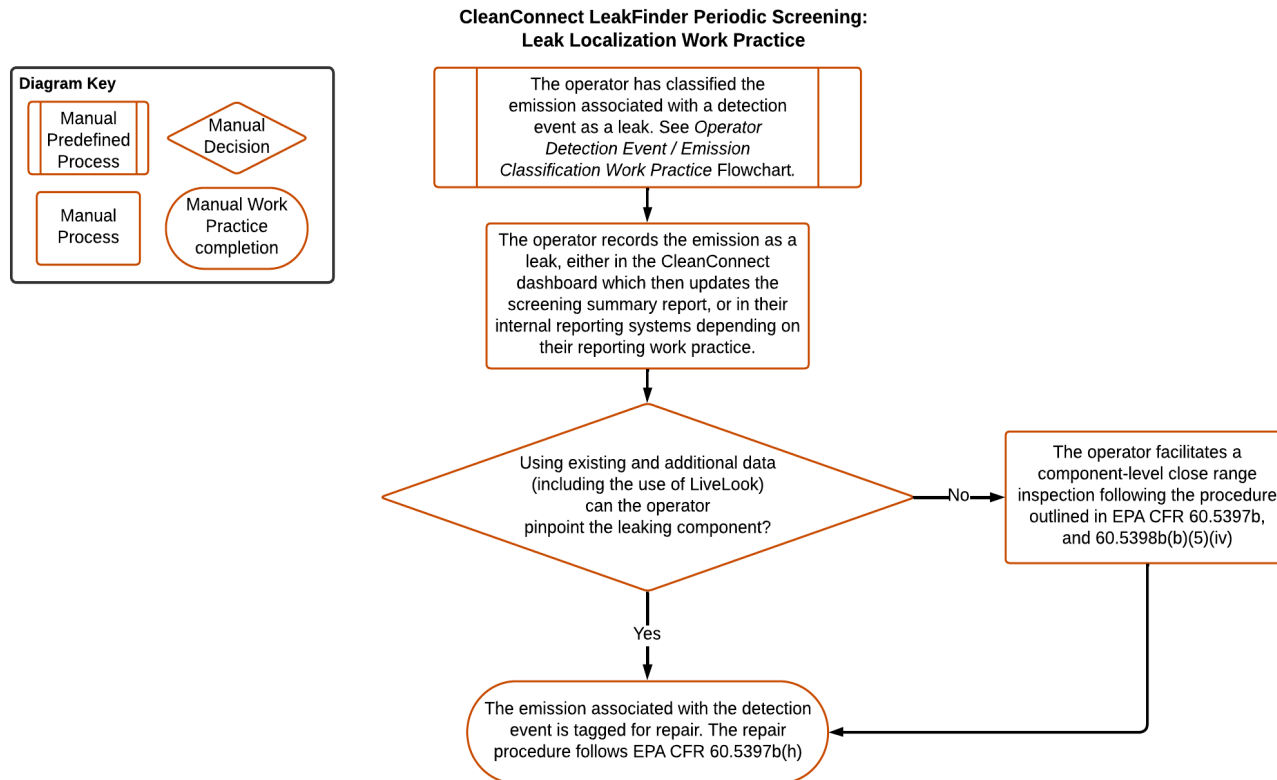 CleanConnect LeakFinder Periodic Screening:
Leak Localization Work Practice
Diagram Key
Manual
Predefined
Process
Manual
Decision
Manual
Process
Manual Work
Practice
completion
The operator has classified the
emission associated with a detection
event as a leak. See Operator
Detection Event / Emission
Classification Work Practice Flowchart.
The operator records the emission as a
leak, either in the CleanConnect
dashboard which then updates the
screening summary report, or in their
internal reporting systems depending on
their reporting work practice.
Using existing and additional data
(including the use of LiveLook)
can the operator
pinpoint the leaking component?
No
The operator facilitates a
component-level close range
inspection following the procedure
outlined in EPA CFR 60.5397b,
and 60.5398b(b)(5)(iv)
Yes
The emission associated with the detection
event is tagged for repair. The repair
procedure follows EPA CFR 60.5397b(h)